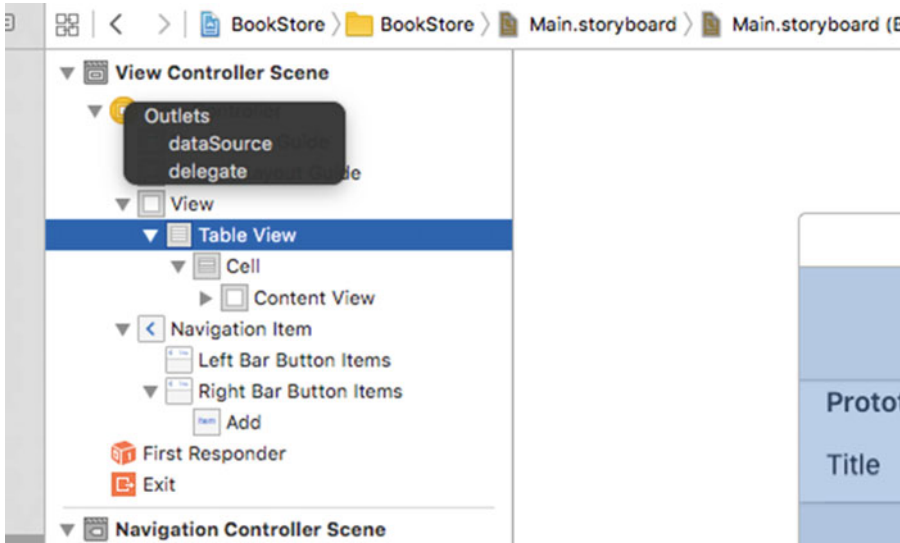 BookStore BookStore Main.storyboard Main.storyboard (
View Controller Scene
Outlets
dataSource
delegate
View
Table View
Cell
Content View
Navigation Item
Left Bar Button Items
Right Bar Button Items
Add
First Responder
Exit
Navigation Controller Scene
Protot
Title